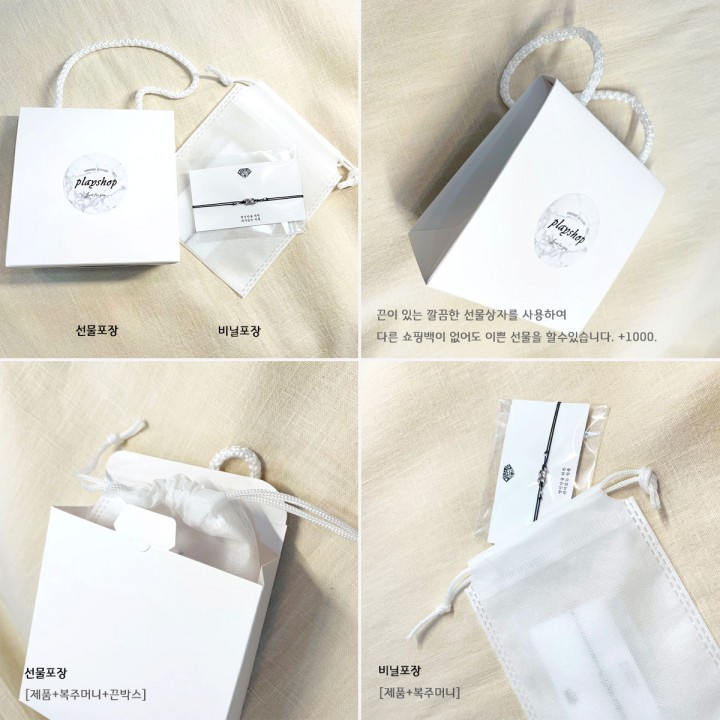 playshop
선물포장
비닐포장
playshop
끈이 있는 깔끔한 선물상자를 사용하여
다른 쇼핑백이 없어도 이쁜 선물을 할수있습니다. +1000.
선물포장
[제품+복주머니+끈박스]
비닐포장
[제품+복주머니]